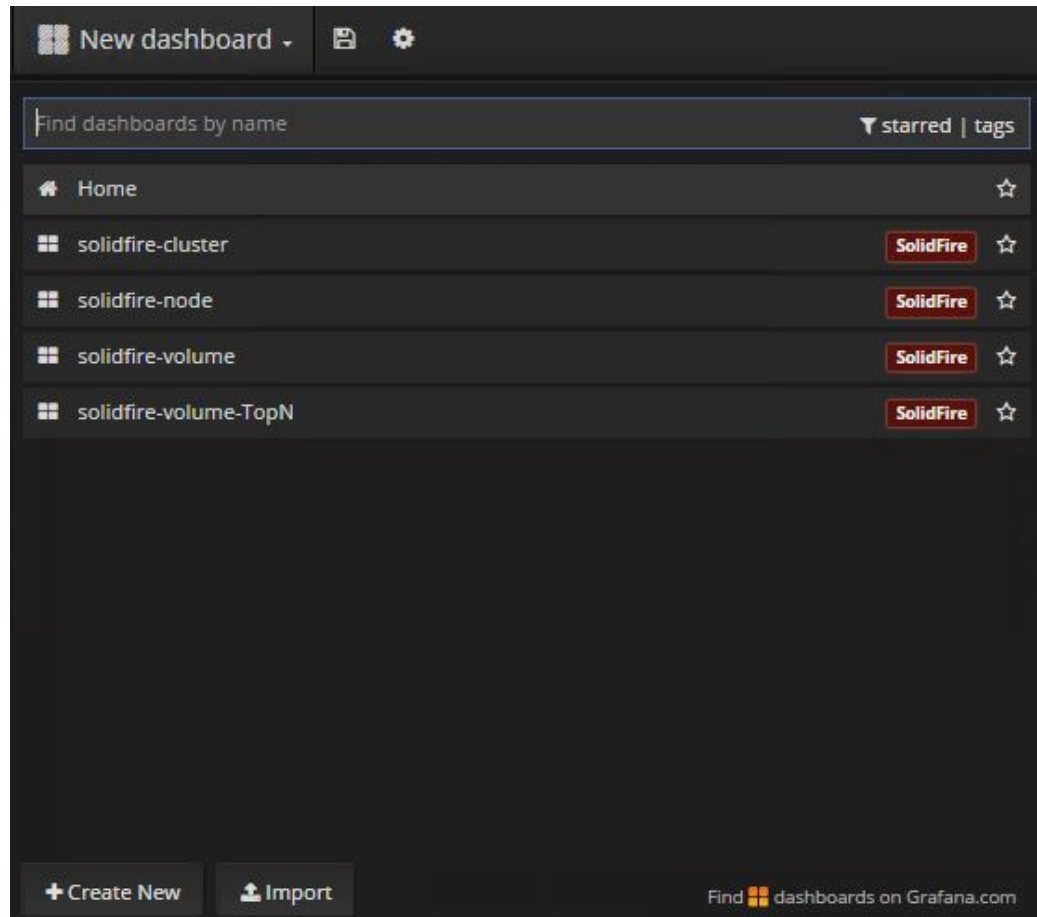 New dashboard
Find dashboards by name
starred | tags
Home
solidfire-cluster SolidFire
solidfire-node SolidFire
solidfire-volume SolidFire
solidfire-volume-TopN SolidFire
Create New Import Find dashboards on Grafana.com